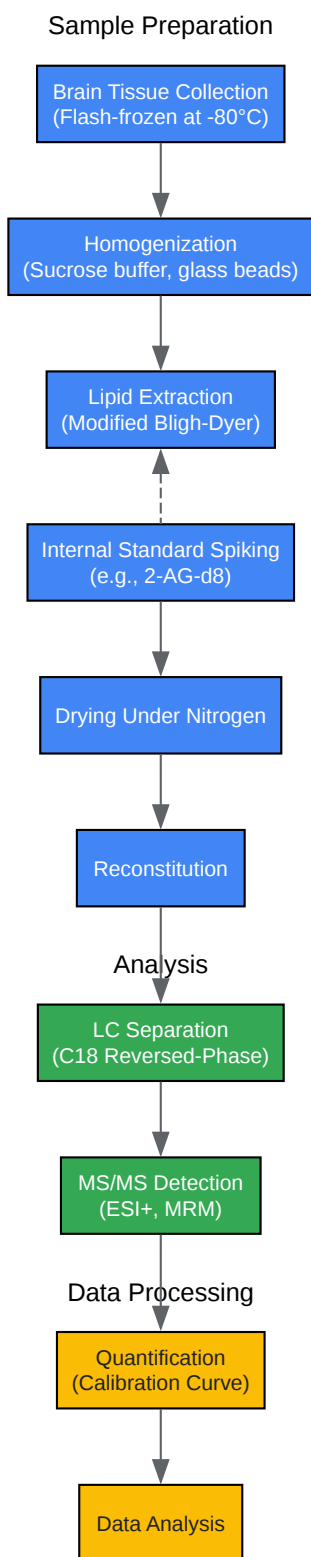 Sample Preparation
Brain Tissue Collection
(Flash-frozen at -80°C)
Homogenization
(Sucrose buffer, glass beads)
Lipid Extraction
(Modified Bligh-Dyer)
Internal Standard Spiking
(e.g., 2-AG-d8)
Drying Under Nitrogen
Reconstitution
Analysis
LC Separation
(C18 Reversed-Phase)
MS/MS Detection
(ESI+, MRM)
Data Processing
Quantification
(Calibration Curve)
Data Analysis